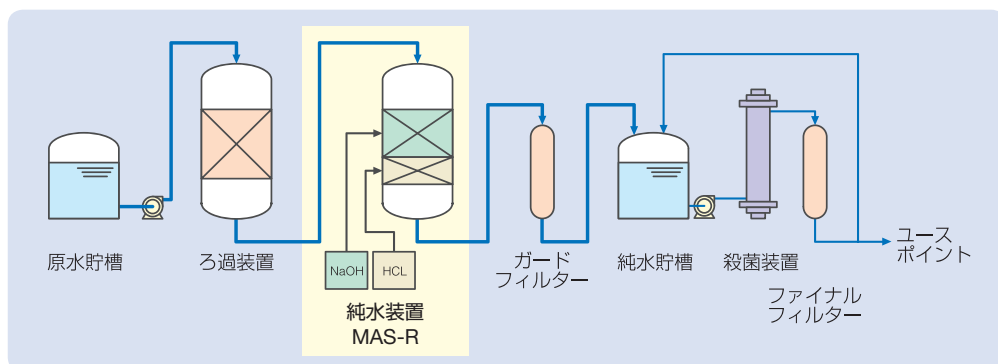 原水貯槽
ろ過装置
NaOH
HCL
純水装置
MAS-R
ガード
フィルター
純水貯槽
殺菌装置
ファイナル
フィルター
ユース
ポイント